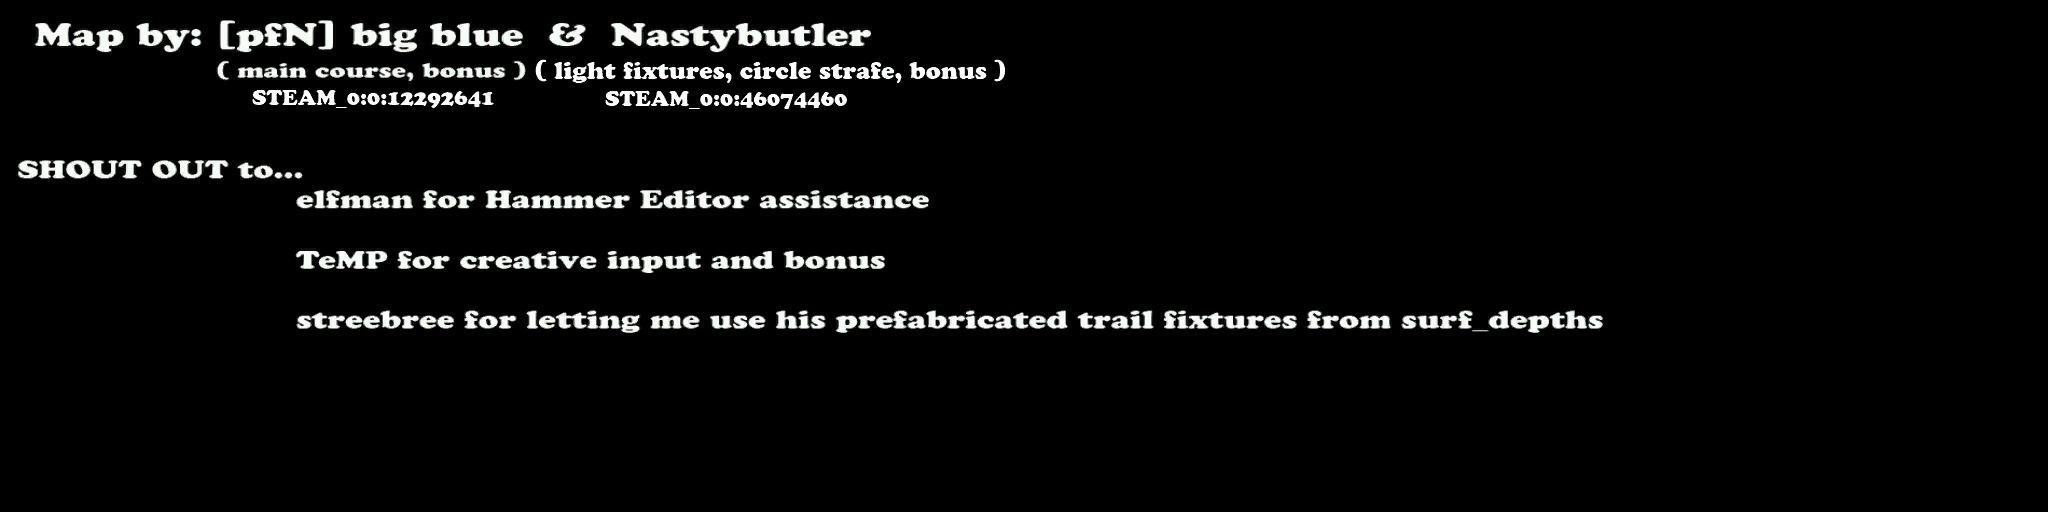 Map by: [pfN] big blue & Nastybutler
( main course, bonus ) ( light fixtures, circle strafe, bonus )
STEAM_0:0:12292641 STEAM_0:0:46074460
SHOUT OUT to...
elfman for Hammer Editor assistance
TeMP for creative input and bonus
streebree for letting me use his prefabricated trail fixtures from surf_depths